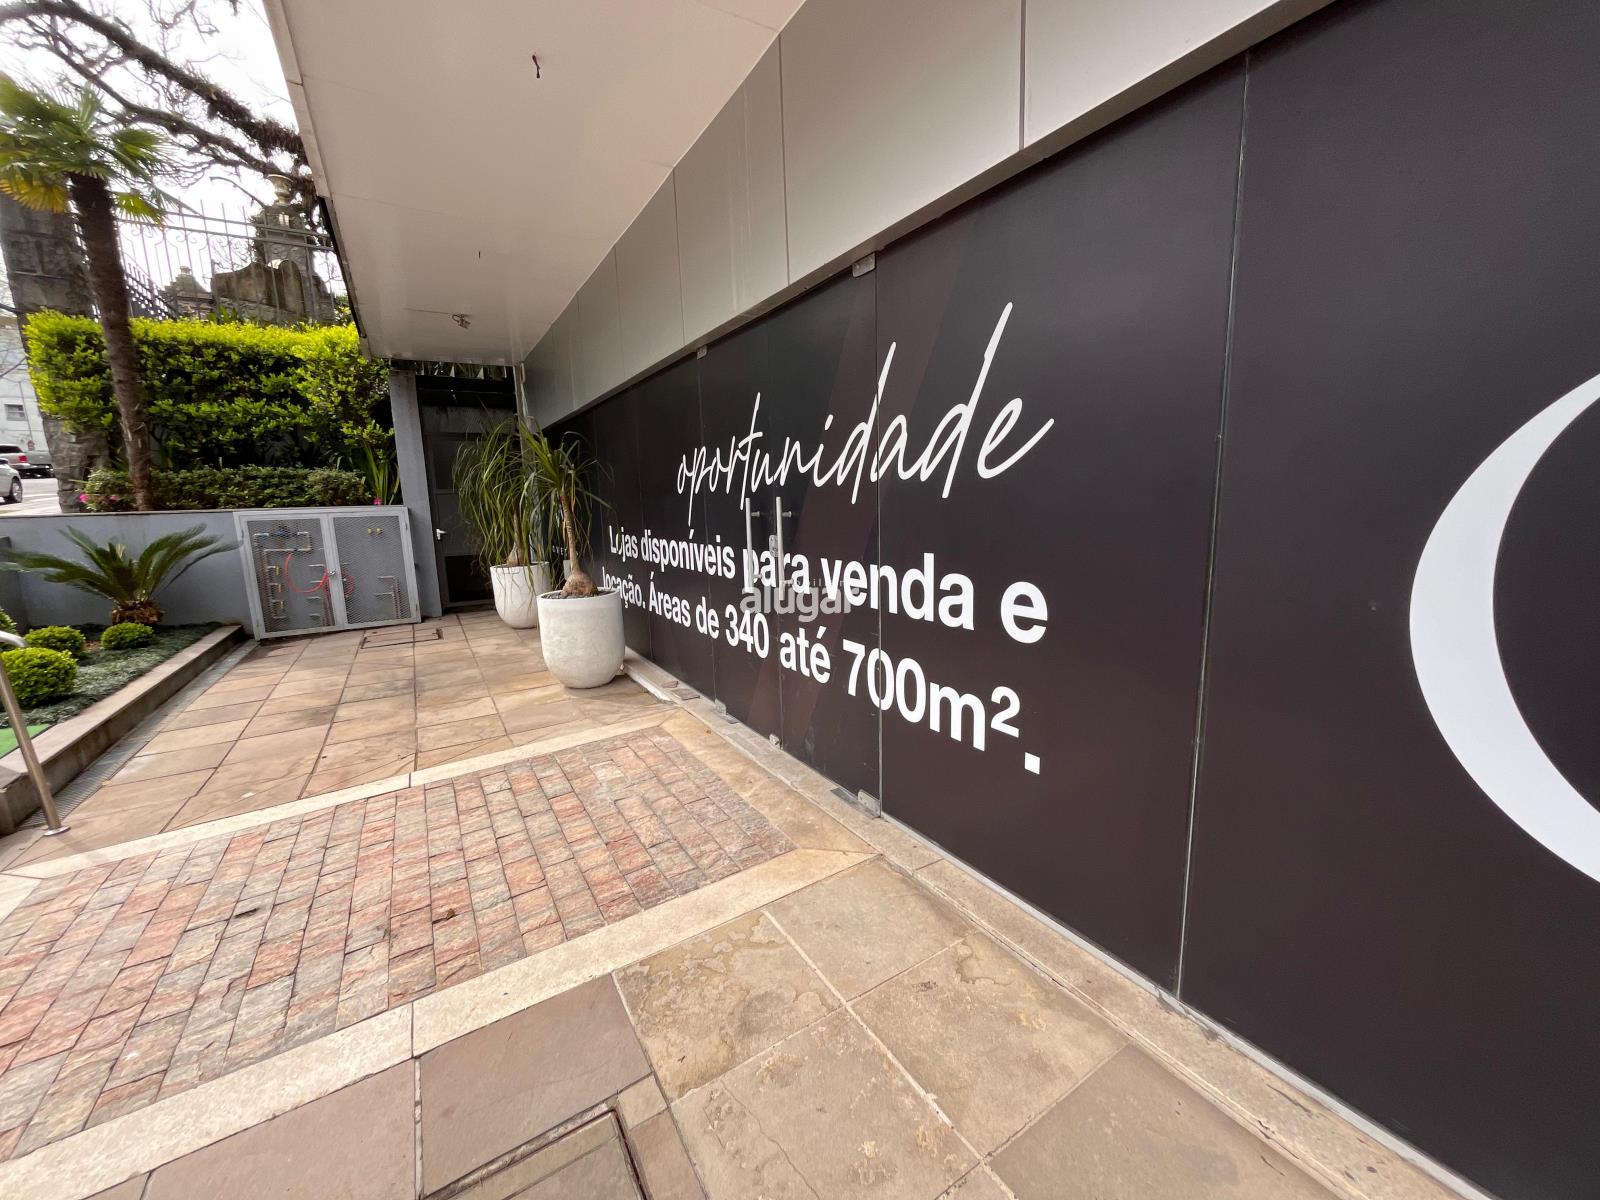 oportunidade
Lojas disponíveis para venda e
locação. Áreas de 340 até 700m².
alugar